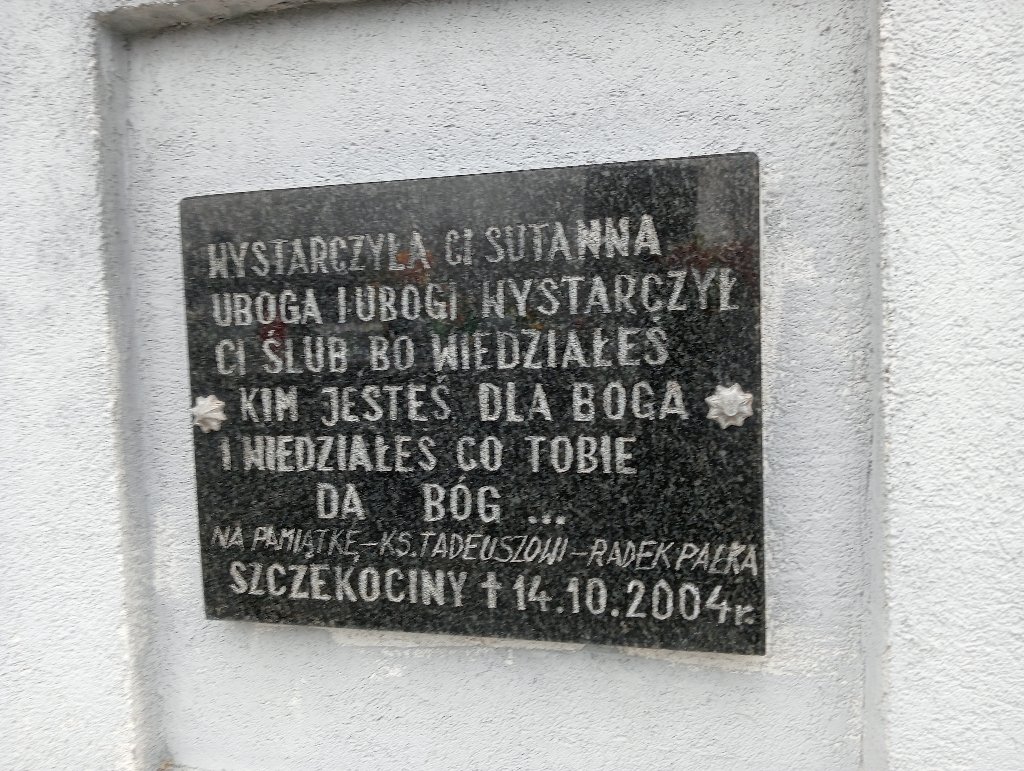 WYSTARCZYŁA CI SUTANNA
UBOGA I UBOGI WYSTARCZYŁ
CI ŚLUB BO WIEDZIAŁEŚ
KIM JESTEŚ DLA BOGA
I WIEDZIAŁEŚ CO TOBIE
DA BÓG ...
NA PAMIĄTKĘ - KS. TADEUSZOWI - RADEK PAŁKA
SZCZEKOCINY † 14.10.2004 r.